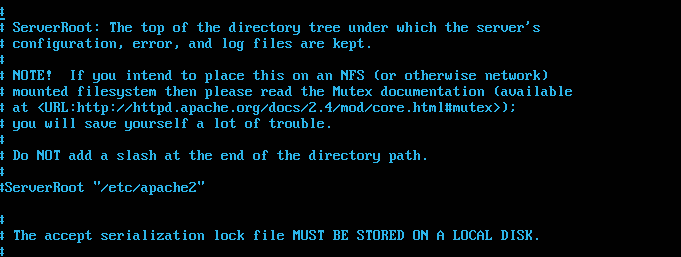 #
# ServerRoot: The top of the directory tree under which the server's
# configuration, error, and log files are kept.
#
# NOTE!  If you intend to place this on an NFS (or otherwise network)
# mounted filesystem then please read the Mutex documentation (available
# at <URL:http://httpd.apache.org/docs/2.4/mod/core.html#mutex>);
# you will save yourself a lot of trouble.
#
# Do NOT add a slash at the end of the directory path.
#
#ServerRoot "/etc/apache2"

#
# The accept serialization lock file MUST BE STORED ON A LOCAL DISK.
#